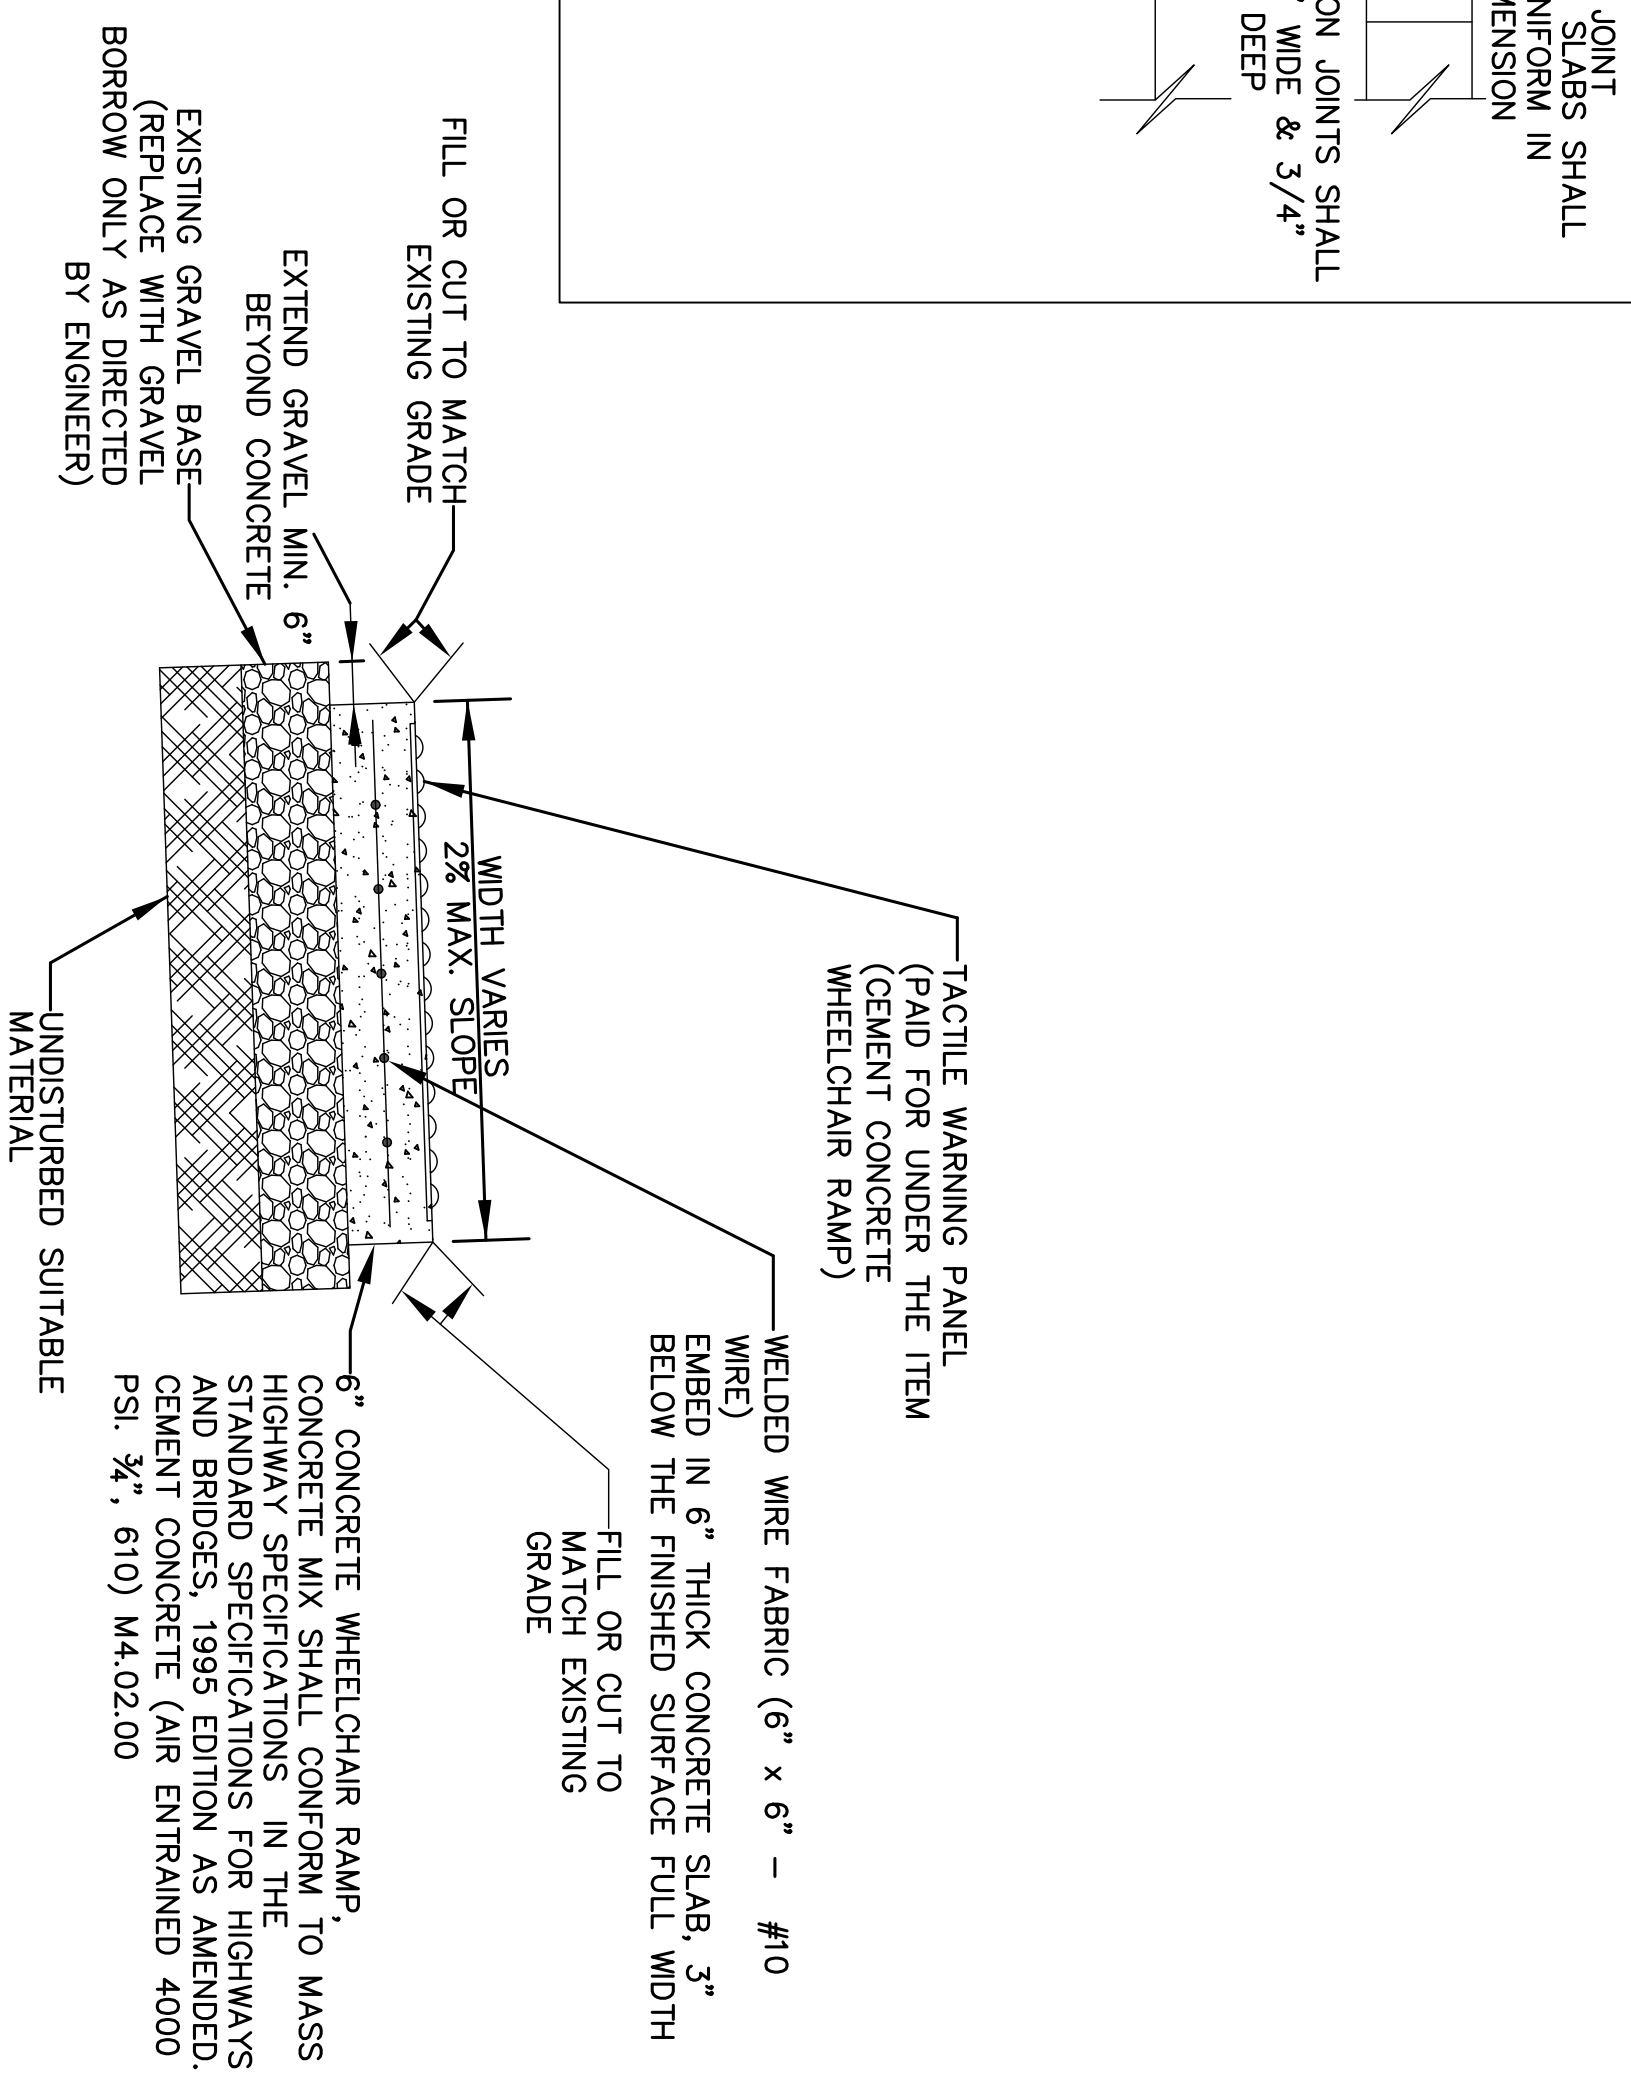 JOINT
SLABS SHALL
NIFORM IN
MENSION
ON JOINTS SHALL
" WIDE & 3/4"
DEEP
TACTILE WARNING PANEL
(PAID FOR UNDER THE ITEM
(CEMENT CONCRETE
WHEELCHAIR RAMP)
WELDED WIRE FABRIC (6" x 6" - #10
WIRE)
EMBED IN 6" THICK CONCRETE SLAB, 3"
BELOW THE FINISHED SURFACE FULL WIDTH
FILL OR CUT TO
MATCH EXISTING
GRADE
WIDTH VARIES
2% MAX. SLOPE
FILL OR CUT TO MATCH
EXISTING GRADE
EXTEND GRAVEL MIN. 6"
BEYOND CONCRETE
EXISTING GRAVEL BASE
(REPLACE WITH GRAVEL
BORROW ONLY AS DIRECTED
BY ENGINEER)
6" CONCRETE WHEELCHAIR RAMP,
CONCRETE MIX SHALL CONFORM TO MASS
HIGHWAY SPECIFICATIONS IN THE
STANDARD SPECIFICATIONS FOR HIGHWAYS
AND BRIDGES, 1995 EDITION AS AMENDED.
CEMENT CONCRETE (AIR ENTRAINED 4000
PSI. ¾", 610) M4.02.00
UNDISTURBED SUITABLE
MATERIAL